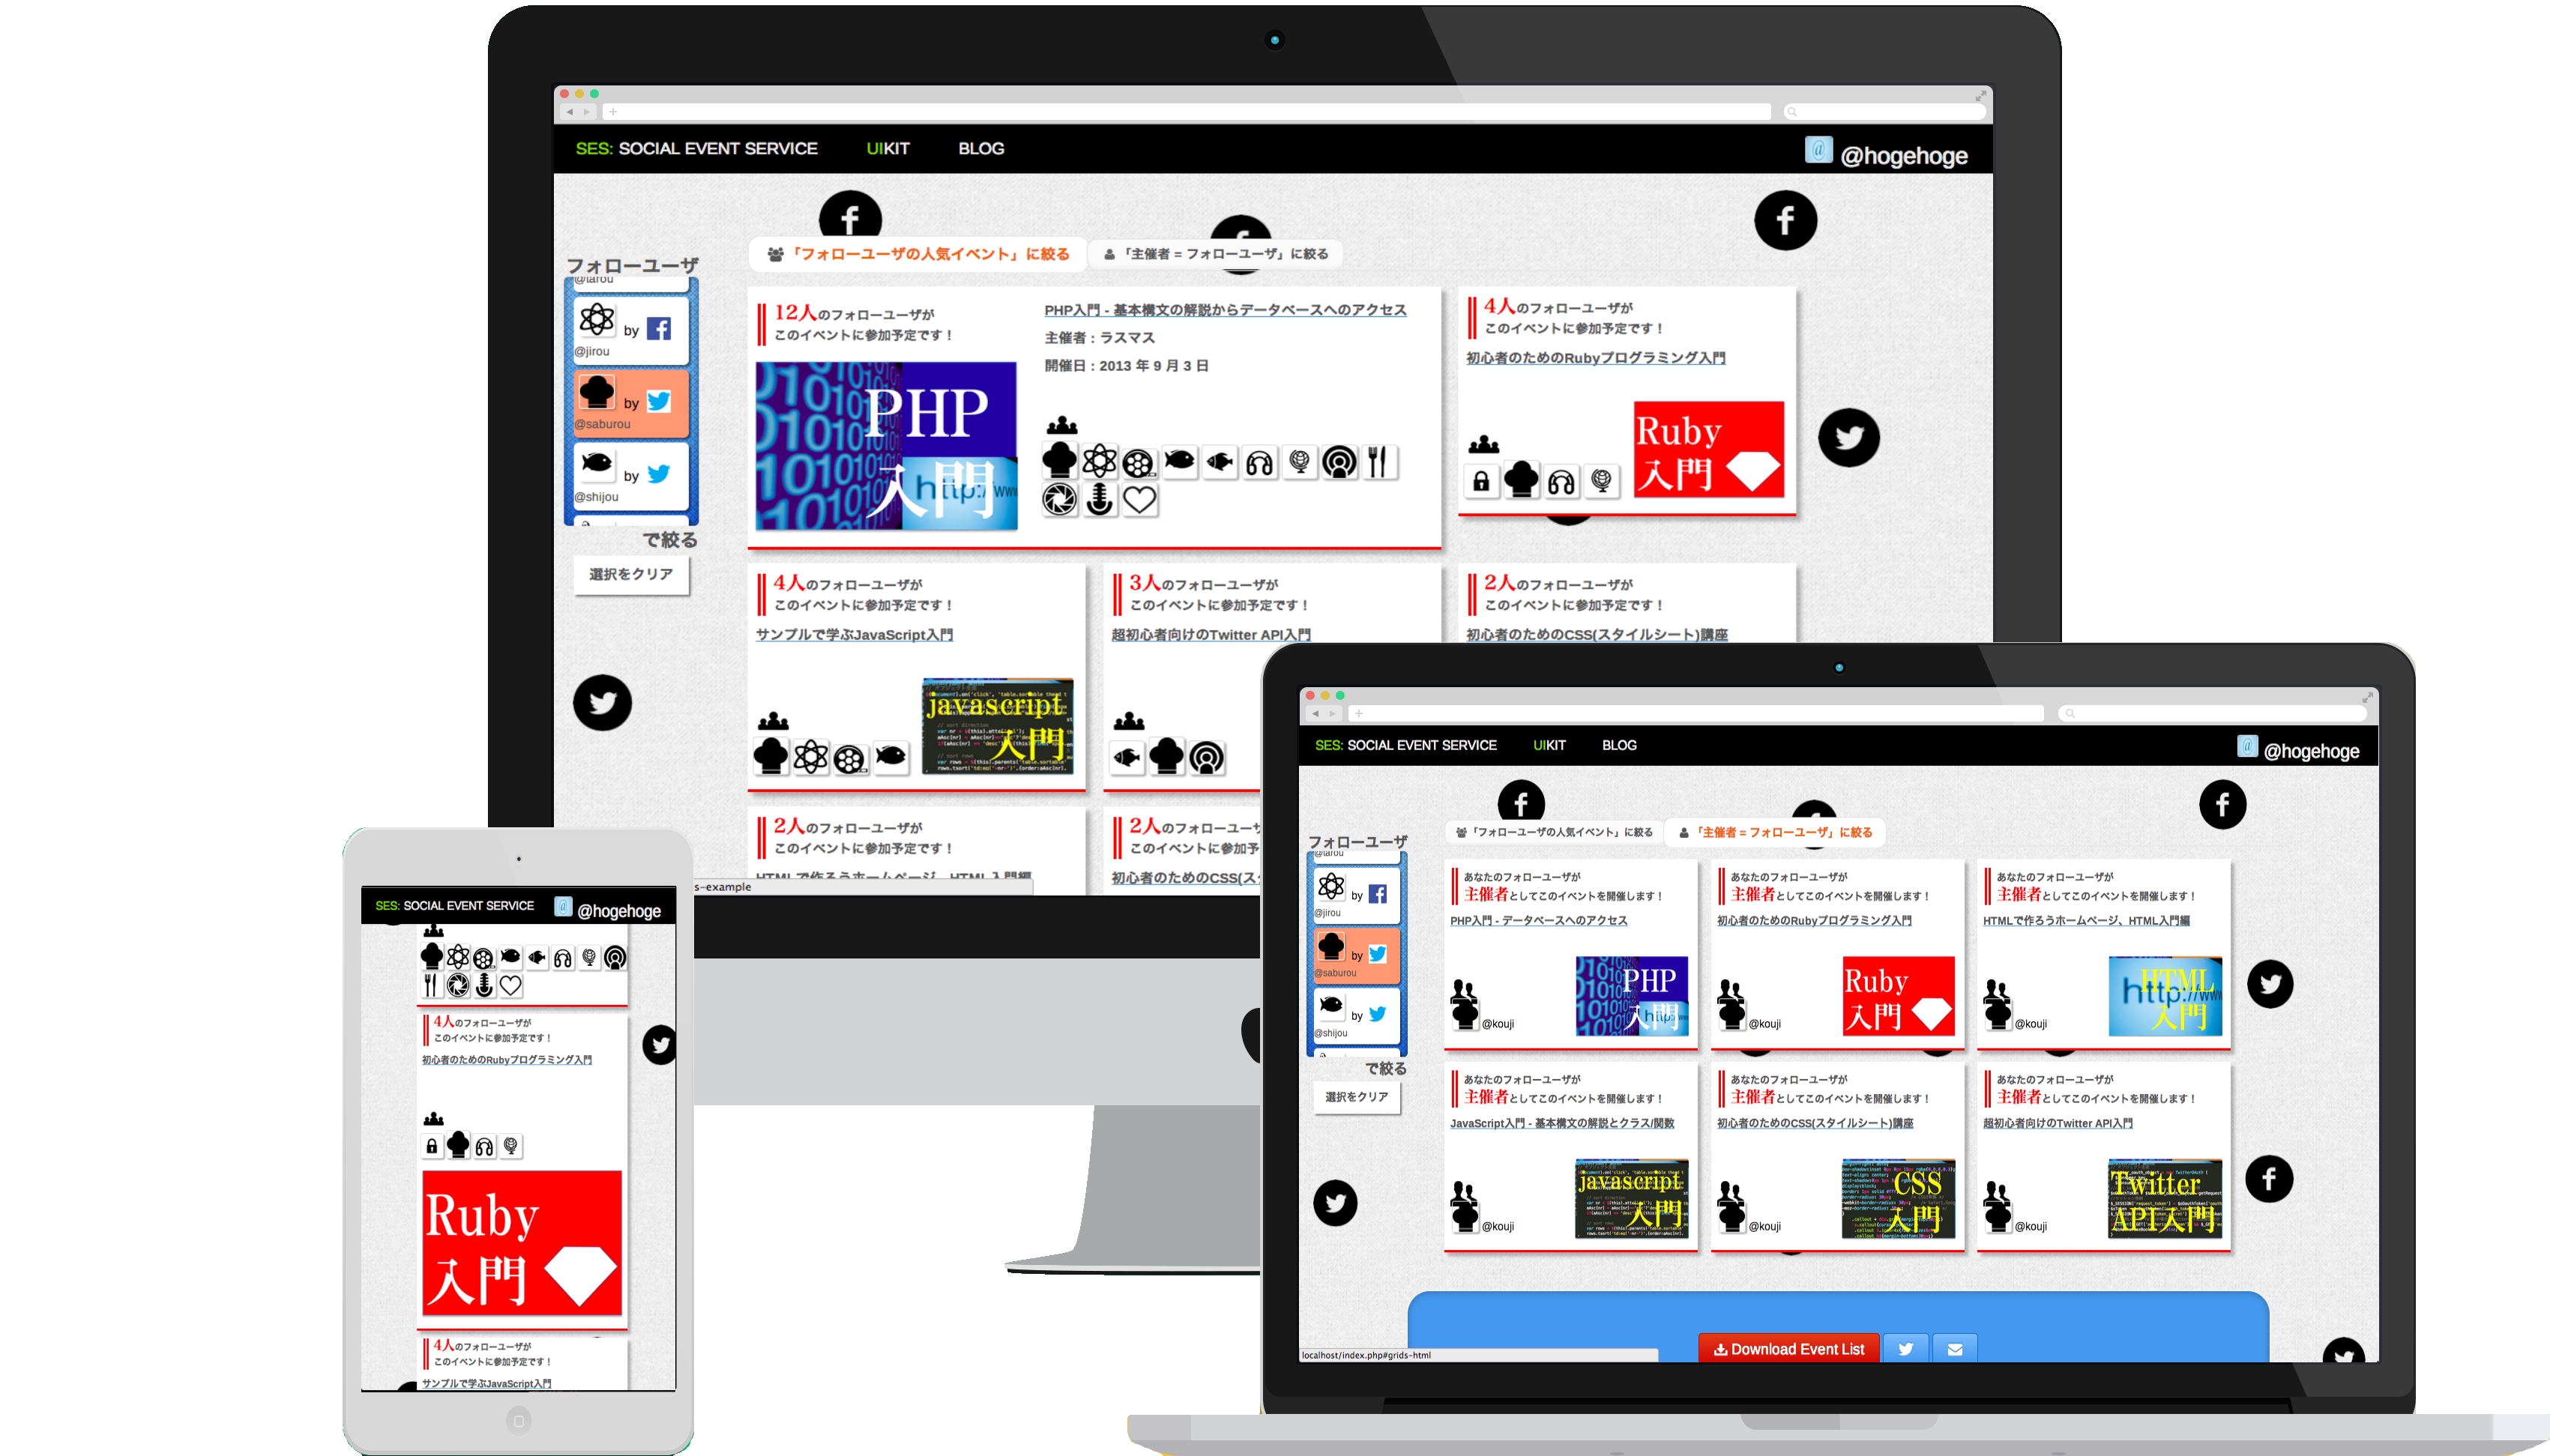 SES: SOCIAL EVENT SERVICE UIKIT BLOG @hogehoge
「フォローユーザの人気イベント」に絞る 「主催者 = フォローユーザ」に絞る
フォローユーザ
@tarou
by
@jirou
by
@saburou
by
@shijou
で絞る
選択をクリア
12人のフォローユーザが
このイベントに参加予定です！
PHP
入門
http://www
PHP入門 - 基本構文の解説からデータベースへのアクセス
主催者 : ラスマス
開催日 : 2013 年 9 月 3 日
4人のフォローユーザが
このイベントに参加予定です！
初心者のためのRubyプログラミング入門
Ruby
入門
4人のフォローユーザが
このイベントに参加予定です！
サンプルで学ぶJavaScript入門
javascript
入門
3人のフォローユーザが
このイベントに参加予定です！
超初心者向けのTwitter API入門
2人のフォローユーザが
このイベントに参加予定です！
初心者のためのCSS(スタイルシート)講座
2人のフォローユーザが
このイベントに参加予定です！
HTMLで作ろうホームページ、HTML入門編
2人のフォローユーザ
このイベントに参加予
初心者のためのCSS(ス
s-example
SES: SOCIAL EVENT SERVICE @hogehoge
4人のフォローユーザが
このイベントに参加予定です！
初心者のためのRubyプログラミング入門
Ruby
入門
4人のフォローユーザが
このイベントに参加予定です！
サンプルで学ぶJavaScript入門
SES: SOCIAL EVENT SERVICE UIKIT BLOG @hogehoge
「フォローユーザの人気イベント」に絞る 「主催者 = フォローユーザ」に絞る
フォローユーザ
@tarou
by
@jirou
by
@saburou
by
@shijou
で絞る
選択をクリア
あなたのフォローユーザが
主催者としてこのイベントを開催します！
PHP入門 - データベースへのアクセス
@kouji
PHP
入門
http:/
あなたのフォローユーザが
主催者としてこのイベントを開催します！
初心者のためのRubyプログラミング入門
@kouji
Ruby
入門
あなたのフォローユーザが
主催者としてこのイベントを開催します！
HTMLで作ろうホームページ、HTML入門編
@kouji
HTML
http://www
入門
あなたのフォローユーザが
主催者としてこのイベントを開催します！
JavaScript入門 - 基本構文の解説とクラス/関数
@kouji
javascript
入門
あなたのフォローユーザが
主催者としてこのイベントを開催します！
初心者のためのCSS(スタイルシート)講座
@kouji
CSS
入門
あなたのフォローユーザが
主催者としてこのイベントを開催します！
超初心者向けのTwitter API入門
@kouji
Twitter
API入門
Download Event List
localhost/index.php#grids-html